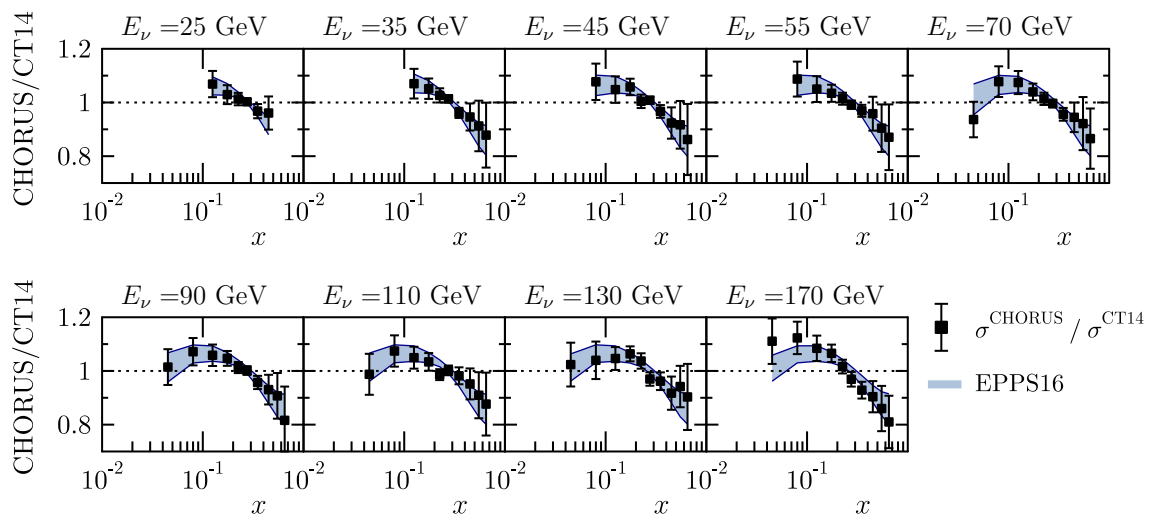 E_ν =25 GeV E_ν =35 GeV E_ν =45 GeV E_ν =55 GeV E_ν =70 GeV
CHORUS/CT14
1.2
1
0.8
10⁻² 10⁻¹ 10⁻² 10⁻¹ 10⁻² 10⁻¹ 10⁻² 10⁻¹ 10⁻² 10⁻¹
x x x x x
E_ν =90 GeV E_ν =110 GeV E_ν =130 GeV E_ν =170 GeV
CHORUS/CT14
1.2
1
0.8
10⁻² 10⁻¹ 10⁻² 10⁻¹ 10⁻² 10⁻¹ 10⁻² 10⁻¹ 10⁻²
x x x x
σ^CHORUS / σ^CT14
EPPS16